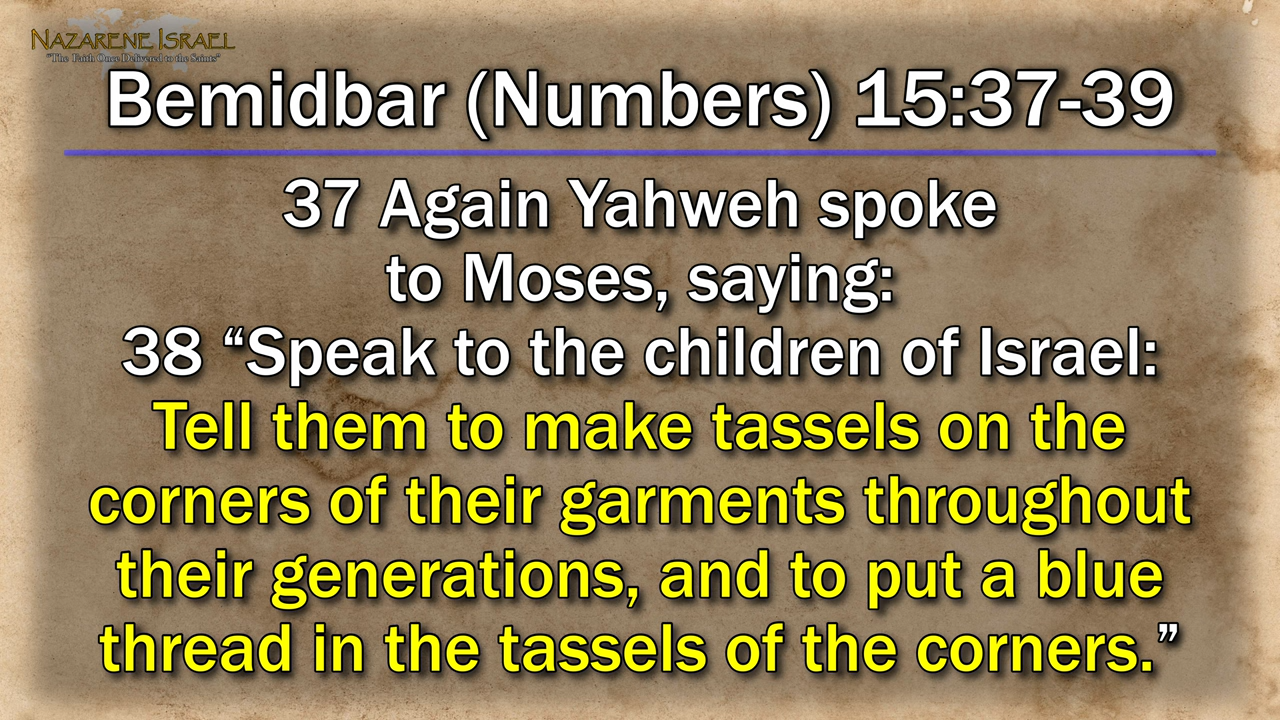 NAZARENE ISRAEL
"The Faith Once Delivered to the Saints"
Bemidbar (Numbers) 15:37-39
37 Again Yahweh spoke
to Moses, saying:
38 “Speak to the children of Israel:
Tell them to make tassels on the
corners of their garments throughout
their generations, and to put a blue
thread in the tassels of the corners.”